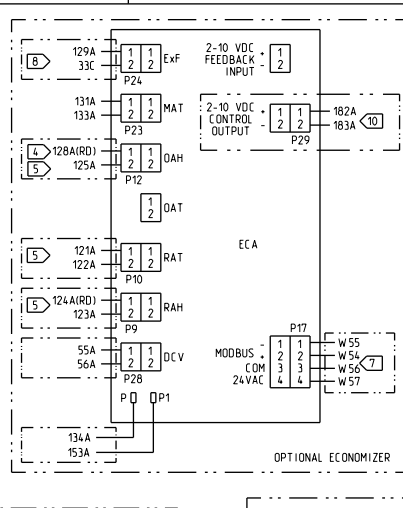 129A 1 1 ExF
8
33C 2 2
P24
2-10 VDC + 1
FEEDBACK
INPUT - 2
131A 1 1 MAT
133A 2 2
P23
2-10 VDC + 1 1 182A
CONTROL
OUTPUT - 2 2 183A 10
P29
4 128A(RD) 1 1 OAH
5 125A 2 2
P12
1 OAT
2
ECA
5 121A 1 1 RAT
122A 2 2
P10
5 124A(RD) 1 1 RAH
123A 2 2
P9
P17
- 1 1 W55
MODBUS + 2 2 W54
COM 3 3 W56 7
24VAC 4 4 W57
55A 1 1 DCV
56A 2 2
P28
P P1
134A
153A
OPTIONAL ECONOMIZER